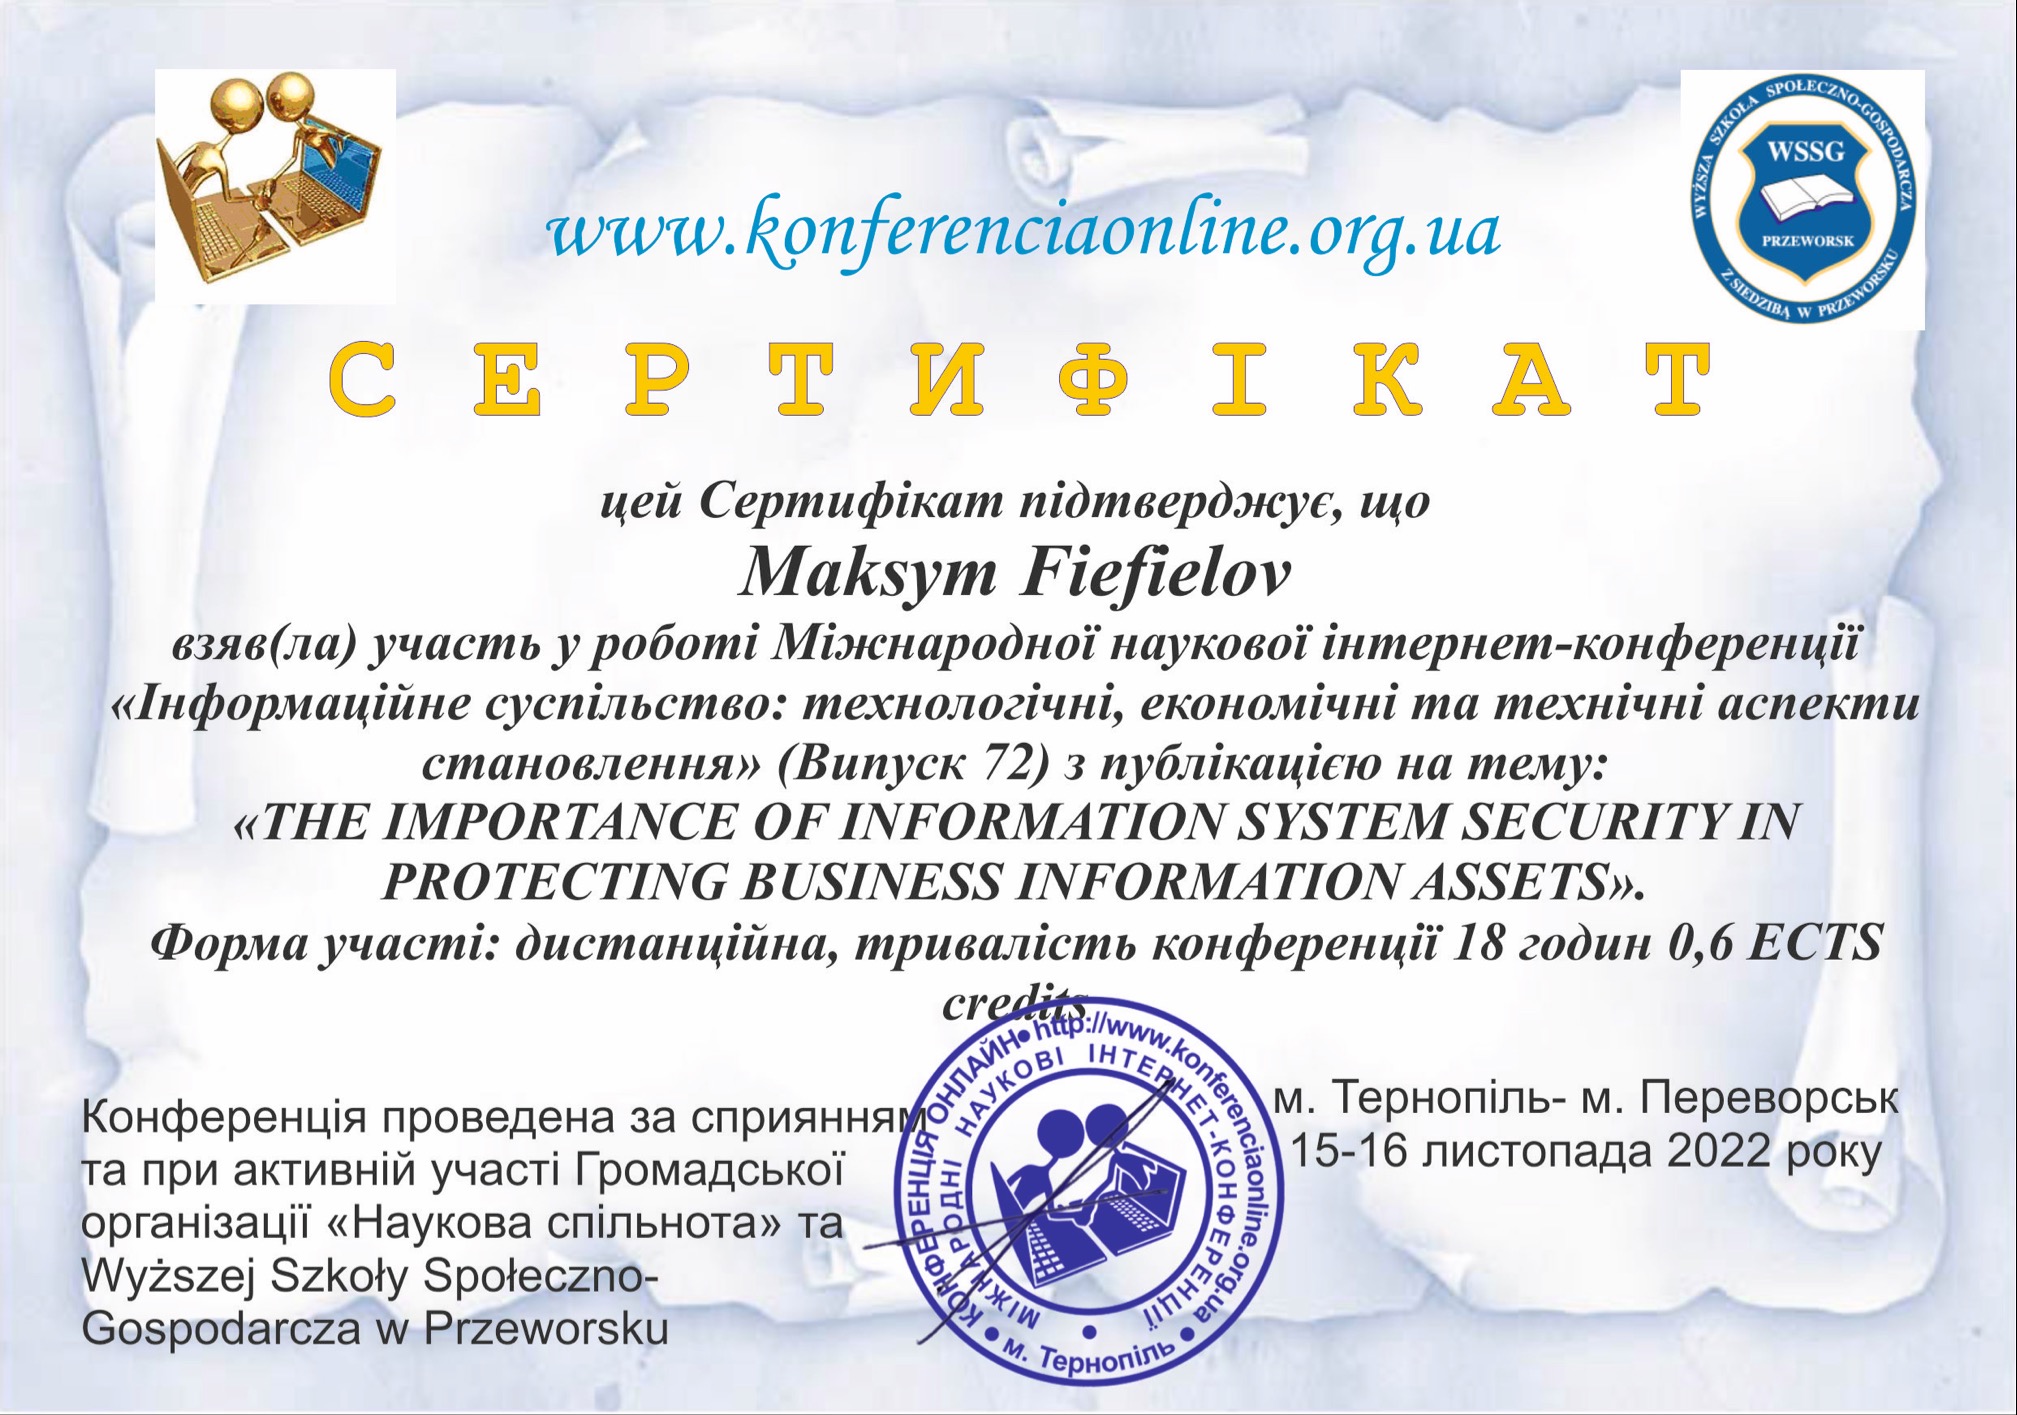 www.konferenciaonline.org.ua
WYŻSZA SZKOŁA SPOŁECZNO-GOSPODARCZA
WSSG
PRZEWORSK
Z SIEDZIBĄ W PRZEWORSKU
СЕРТИФІКАТ
цей Сертифікат підтверджує, що
Maksym Fiefielov
взяв(ла) участь у роботі Міжнародної наукової інтернет-конференції
«Інформаційне суспільство: технологічні, економічні та технічні аспекти
становлення» (Випуск 72) з публікацією на тему:
«THE IMPORTANCE OF INFORMATION SYSTEM SECURITY IN
PROTECTING BUSINESS INFORMATION ASSETS».
Форма участі: дистанційна, тривалість конференції 18 годин 0,6 ECTS
credits
Конференція проведена за сприянням
та при активній участі Громадської
організації «Наукова спільнота» та
Wyższej Szkoły Społeczno-
Gospodarcza w Przeworsku
КОНФЕРЕНЦІЯ ОНЛАЙН • http://www.konferenciaonline.org.ua •
м. Тернопіль •
МІЖНАРОДНІ НАУКОВІ ІНТЕРНЕТ-КОНФЕРЕНЦІЇ •
м. Тернопіль- м. Переворськ
15-16 листопада 2022 року